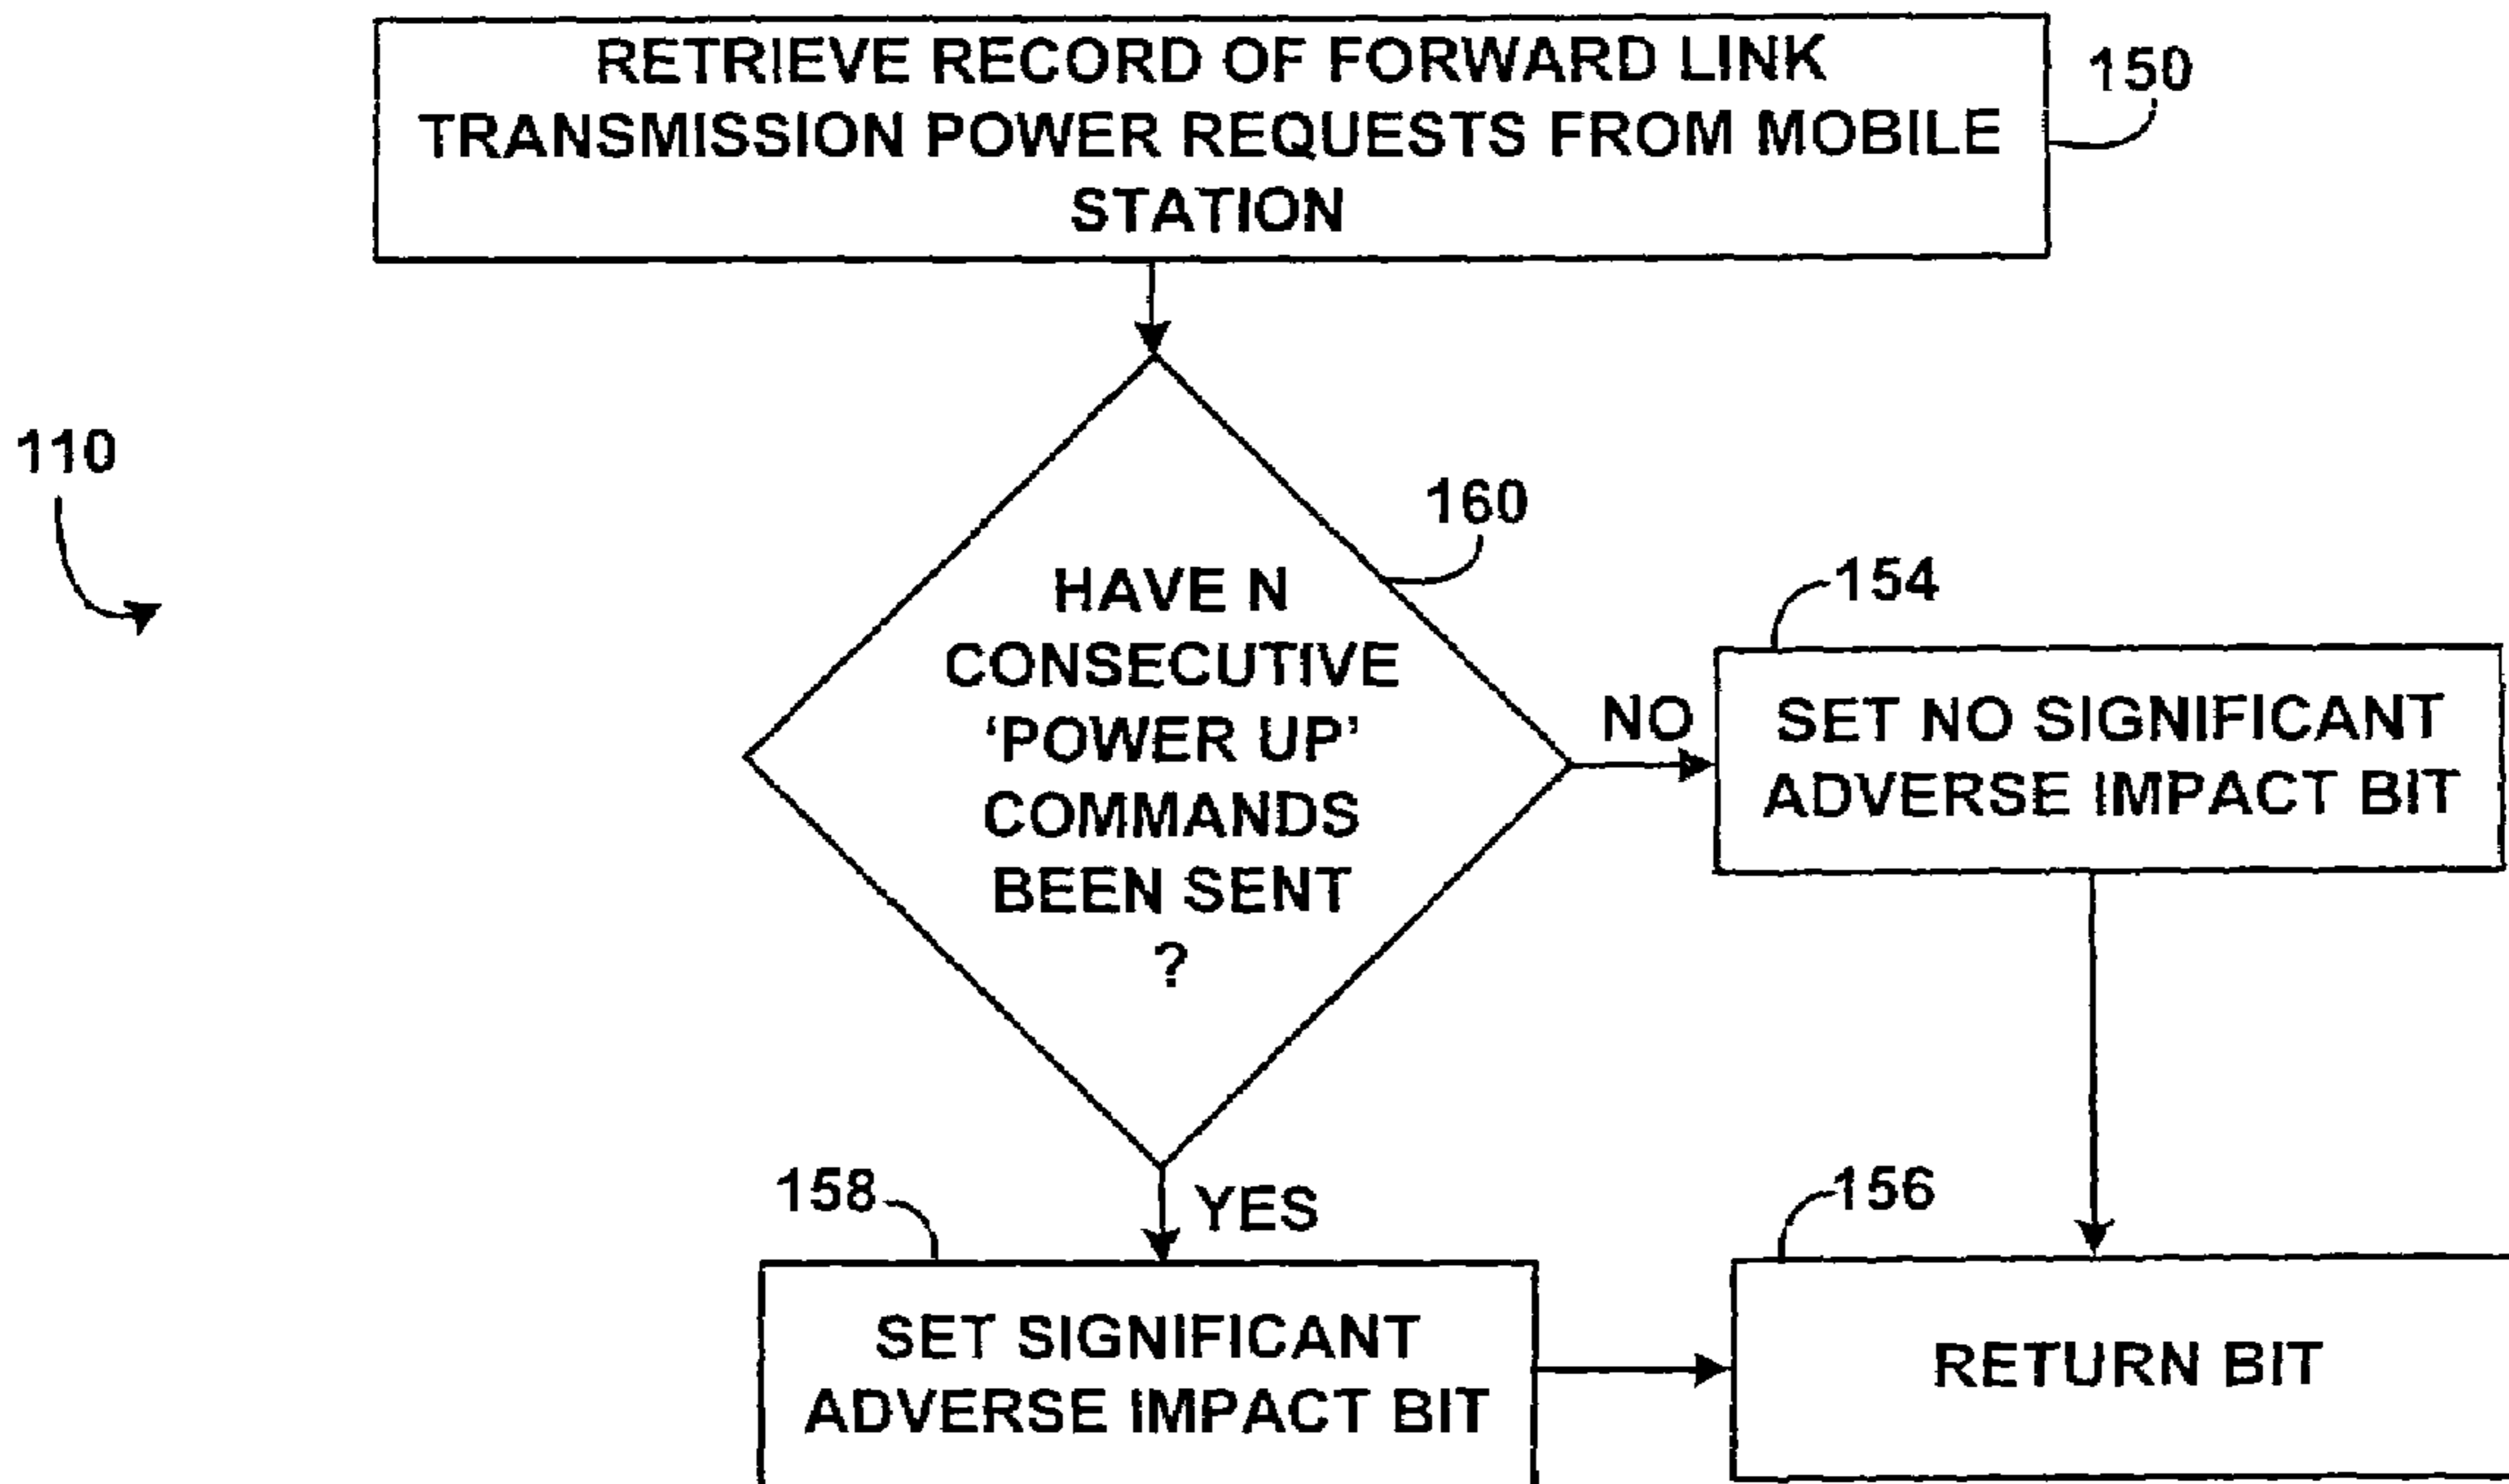 RETRIEVE RECORD OF FORWARD LINK
TRANSMISSION POWER REQUESTS FROM MOBILE
STATION
150
110
160
HAVE N
CONSECUTIVE
‘POWER UP’
COMMANDS
BEEN SENT
?
NO
154
SET NO SIGNIFICANT
ADVERSE IMPACT BIT
YES
158
SET SIGNIFICANT
ADVERSE IMPACT BIT
156
RETURN BIT